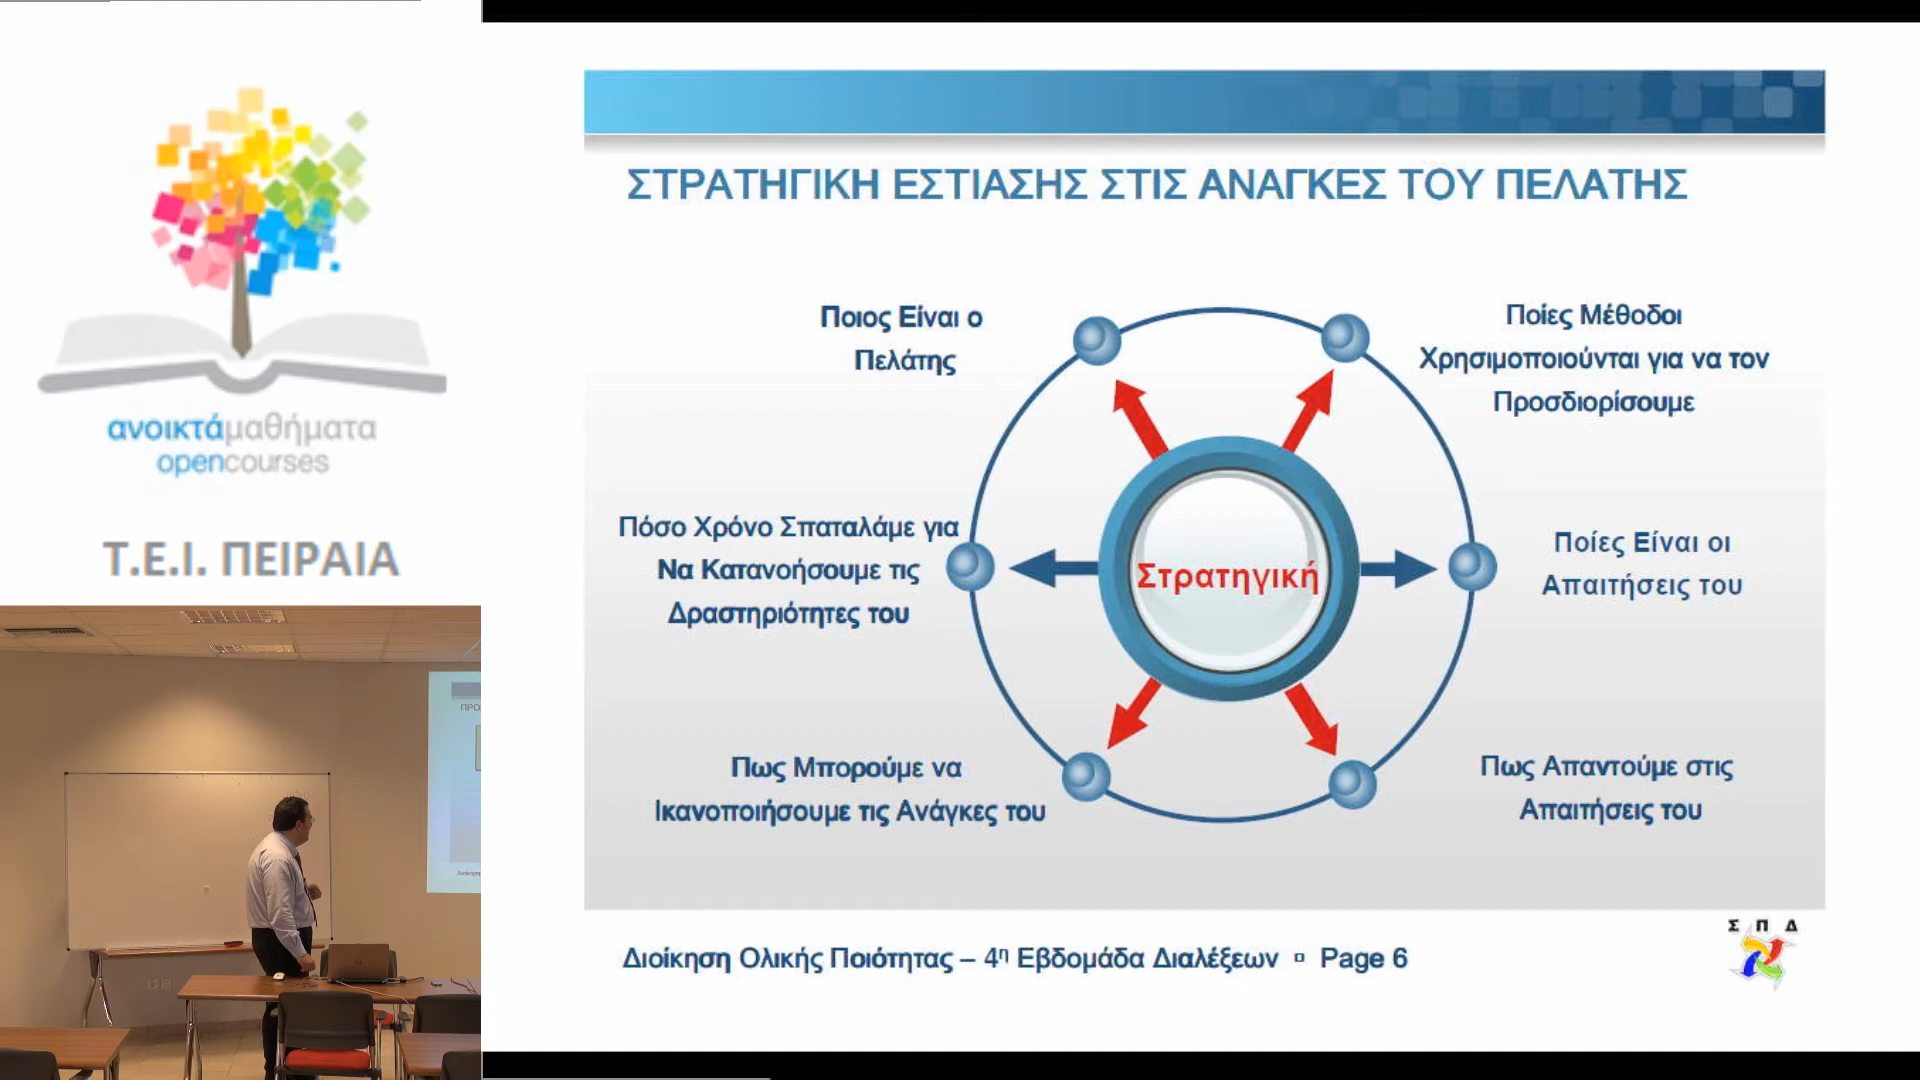 ανοικτάμαθήματα
opencourses
Τ.Ε.Ι. ΠΕΙΡΑΙΑ
ΣΤΡΑΤΗΓΙΚΗ ΕΣΤΙΑΣΗΣ ΣΤΙΣ ΑΝΑΓΚΕΣ ΤΟΥ ΠΕΛΑΤΗΣ
Ποιος Είναι ο
Πελάτης
Ποίες Μέθοδοι
Χρησιμοποιούνται για να τον
Προσδιορίσουμε
Πόσο Χρόνο Σπαταλάμε για
Να Κατανοήσουμε τις
Δραστηριότητες του
Στρατηγική
Ποίες Είναι οι
Απαιτήσεις του
Πως Μπορούμε να
Ικανοποιήσουμε τις Ανάγκες του
Πως Απαντούμε στις
Απαιτήσεις του
Διοίκηση Ολικής Ποιότητας – 4η Εβδομάδα Διαλέξεων ▫ Page 6
Σ Π Δ
ΠΡΟ